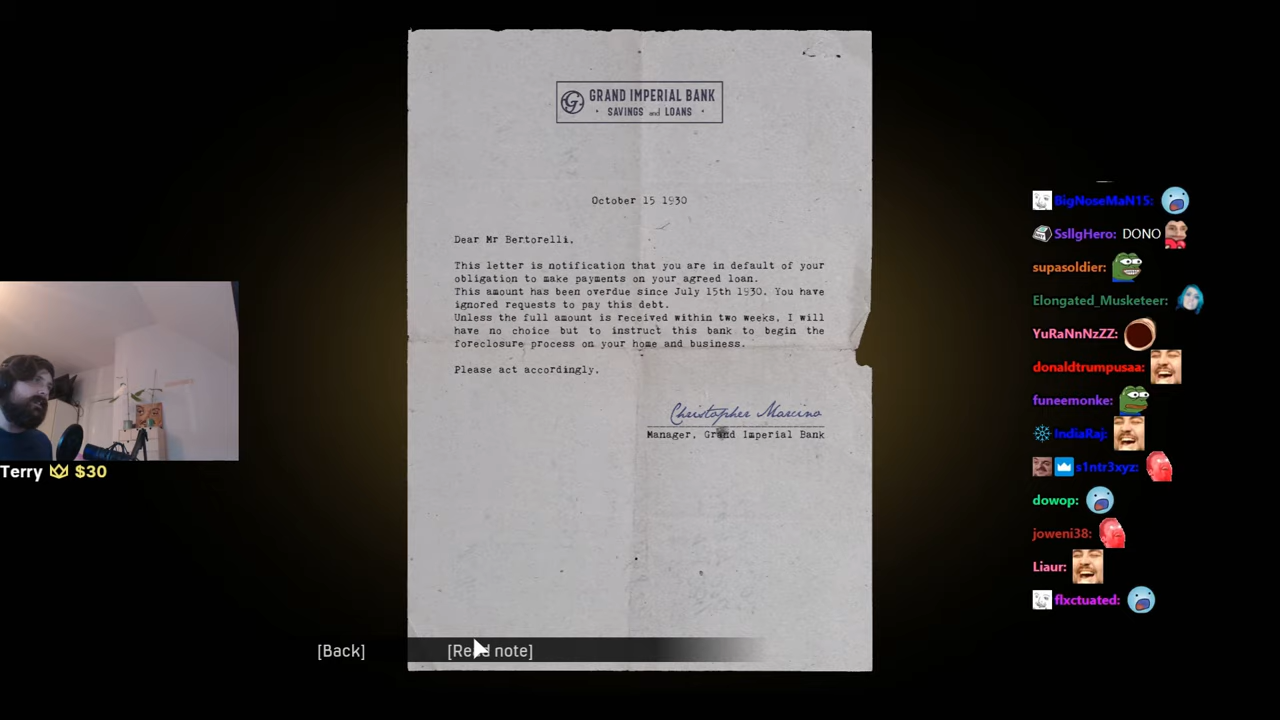 GRAND IMPERIAL BANK
· SAVINGS and LOANS ·
October 15 1930
Dear Mr Bertorelli,
This letter is notification that you are in default of your
obligation to make payments on your agreed loan.
This amount has been overdue since July 15th 1930. You have
ignored requests to pay this debt.
Unless the full amount is received within two weeks, I will
have no choice but to instruct this bank to begin the
foreclosure process on your home and business.
Please act accordingly,
Christopher Marcino
Manager, Grand Imperial Bank
[Back]
[Read note]
Terry $30
BigNoseMaN15:
SsllgHero: DONO
supasoldier:
Elongated_Musketeer:
YuRaNnNzZZ:
donaldtrumpusaa:
funeemonke:
IndiaRaj:
s1ntr3xyz:
dowop:
joweni38:
Liaur:
flxctuated: